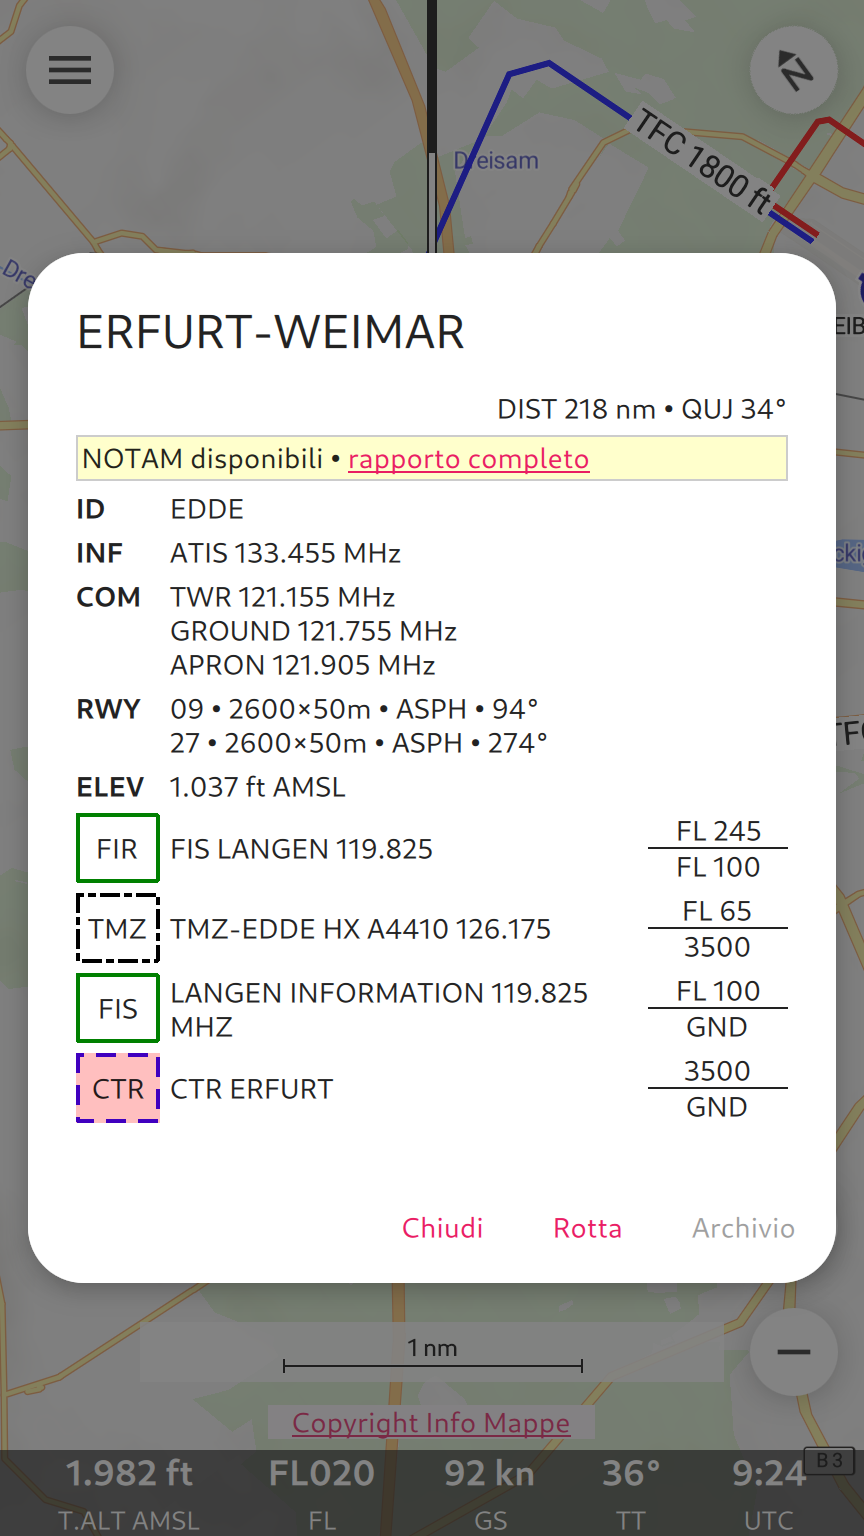 N
Dreisam
TFC 1800 ft
-Dre
ERFURT-WEIMAR
DIST 218 nm • QUJ 34°
NOTAM disponibili • rapporto completo
ID EDDE
INF ATIS 133.455 MHz
COM TWR 121.155 MHz
GROUND 121.755 MHz
APRON 121.905 MHz
RWY 09 • 2600×50m • ASPH • 94°
27 • 2600×50m • ASPH • 274°
ELEV 1.037 ft AMSL
FIR FIS LANGEN 119.825 FL 245
FL 100
TMZ TMZ-EDDE HX A4410 126.175 FL 65
3500
FIS LANGEN INFORMATION 119.825 MHZ FL 100
GND
CTR CTR ERFURT 3500
GND
Chiudi Rotta Archivio
1 nm
Copyright Info Mappe
B 3
1.982 ft FL020 92 kn 36° 9:24
T.ALT AMSL FL GS TT UTC